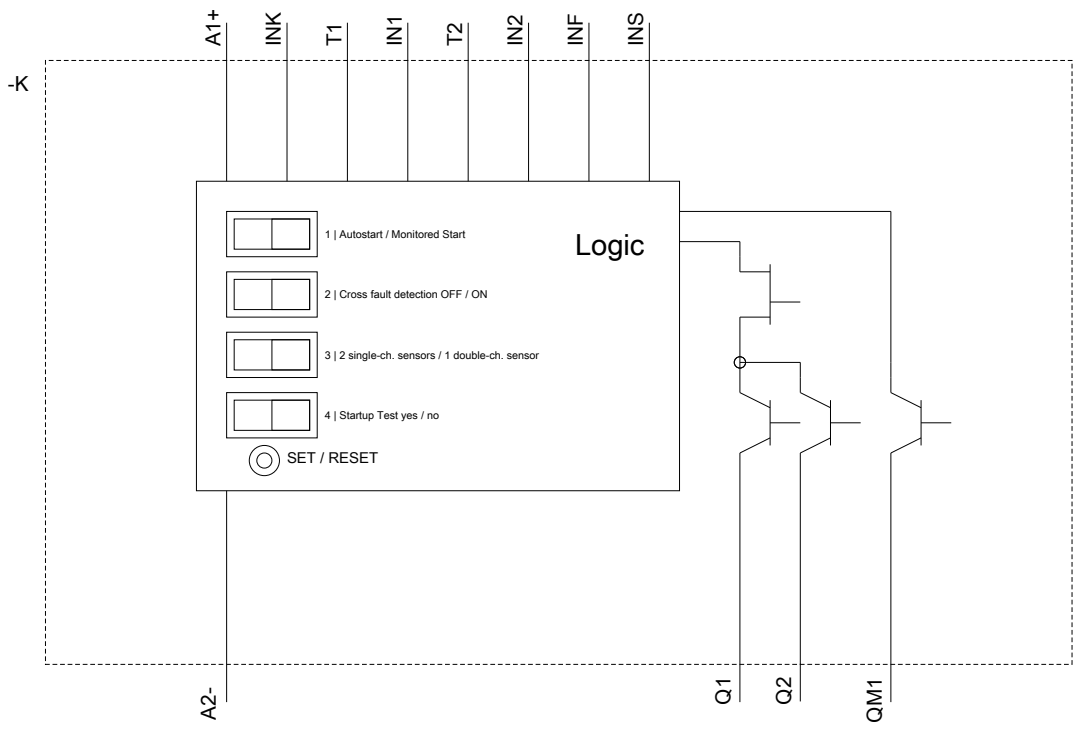 A1+
INK
T1
IN1
T2
IN2
INF
INS
-K
1 | Autostart / Monitored Start
Logic
2 | Cross fault detection OFF / ON
3 | 2 single-ch. sensors / 1 double-ch. sensor
4 | Startup Test yes / no
SET / RESET
A2-
Q1
Q2
QM1